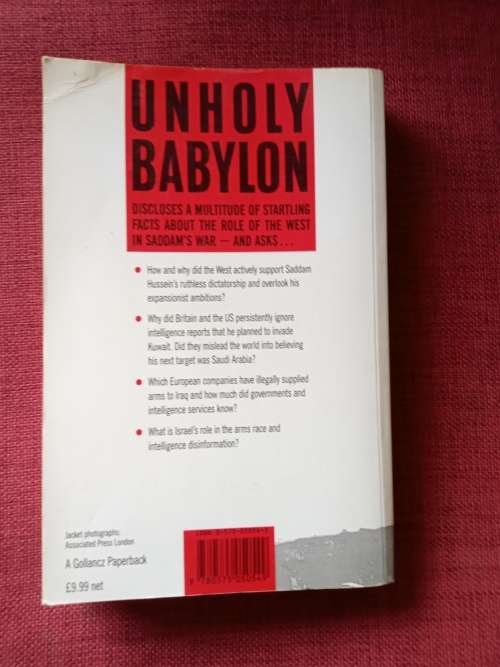 UNHOLY
BABYLON
DISCLOSES A MULTITUDE OF STARTLING
FACTS ABOUT THE ROLE OF THE WEST
IN SADDAM'S WAR — AND ASKS...
How and why did the West actively support Saddam
Hussein's ruthless dictatorship and overlook his
expansionist ambitions?
Why did Britain and the US persistently ignore
intelligence reports that he planned to invade
Kuwait. Did they mislead the world into believing
his next target was Saudi Arabia?
Which European companies have illegally supplied
arms to Iraq and how much did governments and
intelligence services know?
What is Israel's role in the arms race and
intelligence disinformation?
Jacket photographs:
Associated Press London
A Gollancz Paperback
£9.99 net
ISBN